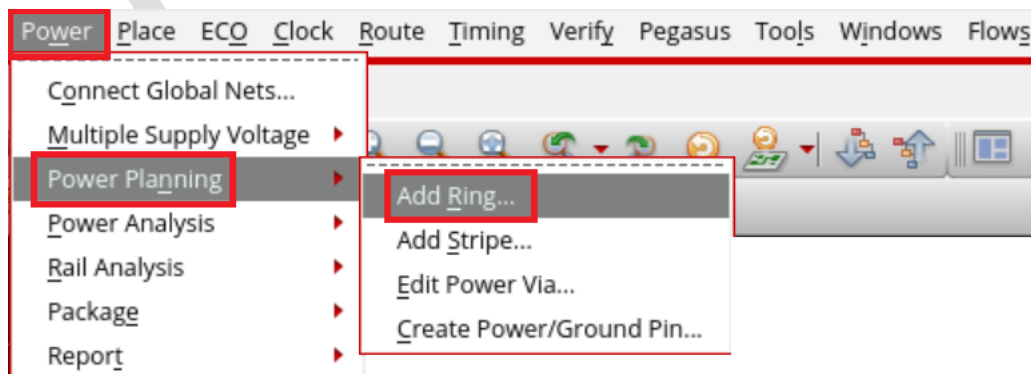 Power Place ECO Clock Route Timing Verify Pegasus Tools Windows Flows
Connect Global Nets...
Multiple Supply Voltage
Power Planning
Power Analysis
Rail Analysis
Package
Report
Add Ring...
Add Stripe...
Edit Power Via...
Create Power/Ground Pin...